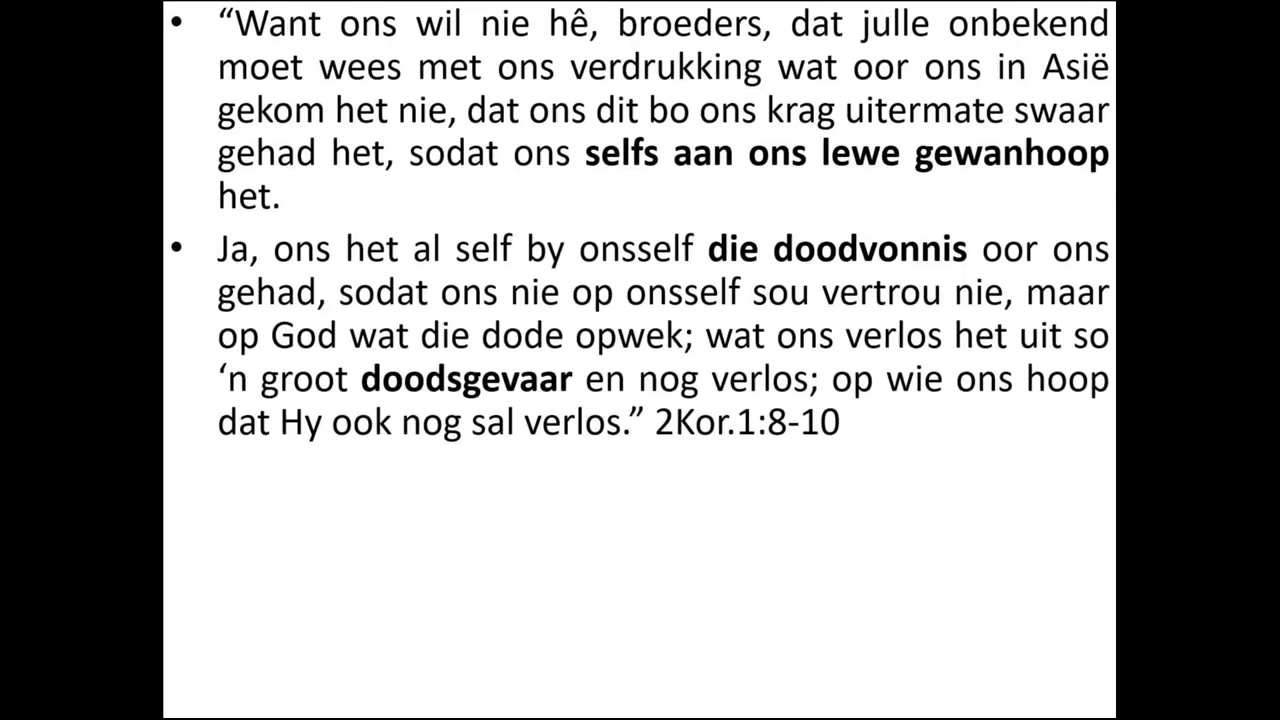 • “Want ons wil nie hê, broeders, dat julle onbekend
moet wees met ons verdrukking wat oor ons in Asië
gekom het nie, dat ons dit bo ons krag uitermate swaar
gehad het, sodat ons selfs aan ons lewe gewanhoop
het.
• Ja, ons het al self by onsself die doodvonnis oor ons
gehad, sodat ons nie op onsself sou vertrou nie, maar
op God wat die dode opwek; wat ons verlos het uit so
‘n groot doodsgevaar en nog verlos; op wie ons hoop
dat Hy ook nog sal verlos.” 2Kor.1:8-10